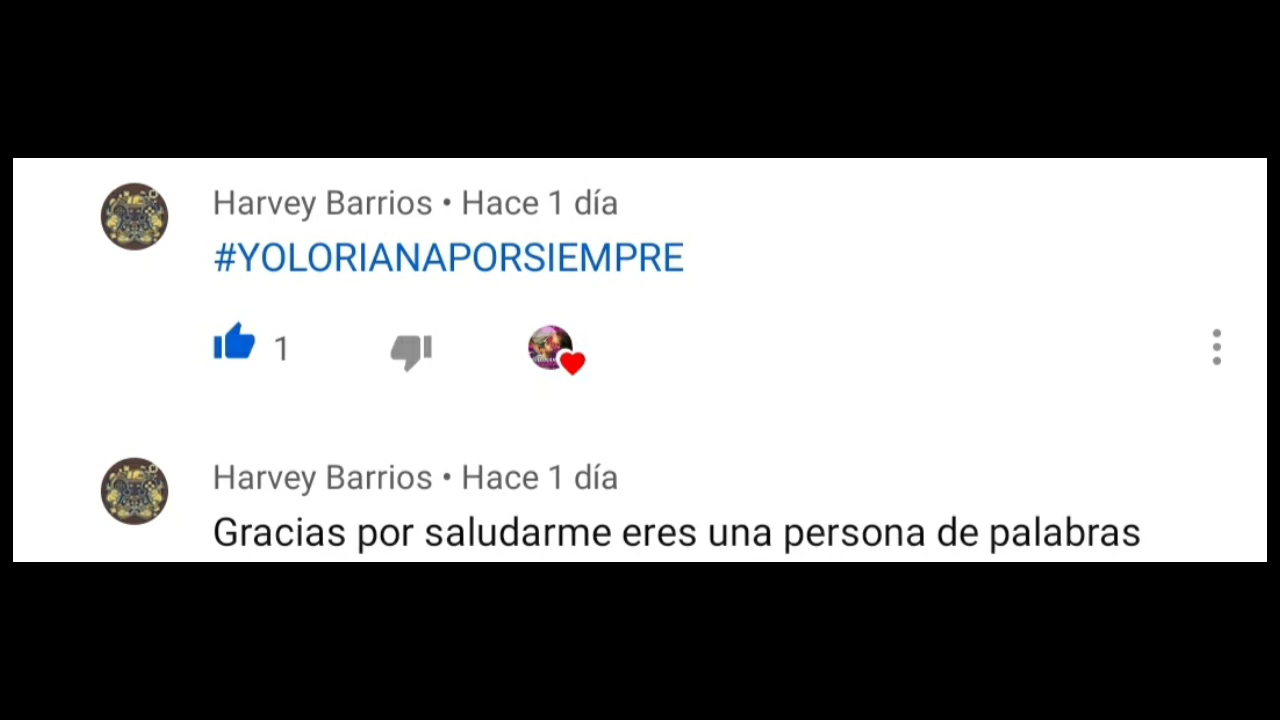 Harvey Barrios • Hace 1 día
#YOLORIANAPORSIEMPRE
1
Harvey Barrios • Hace 1 día
Gracias por saludarme eres una persona de palabras